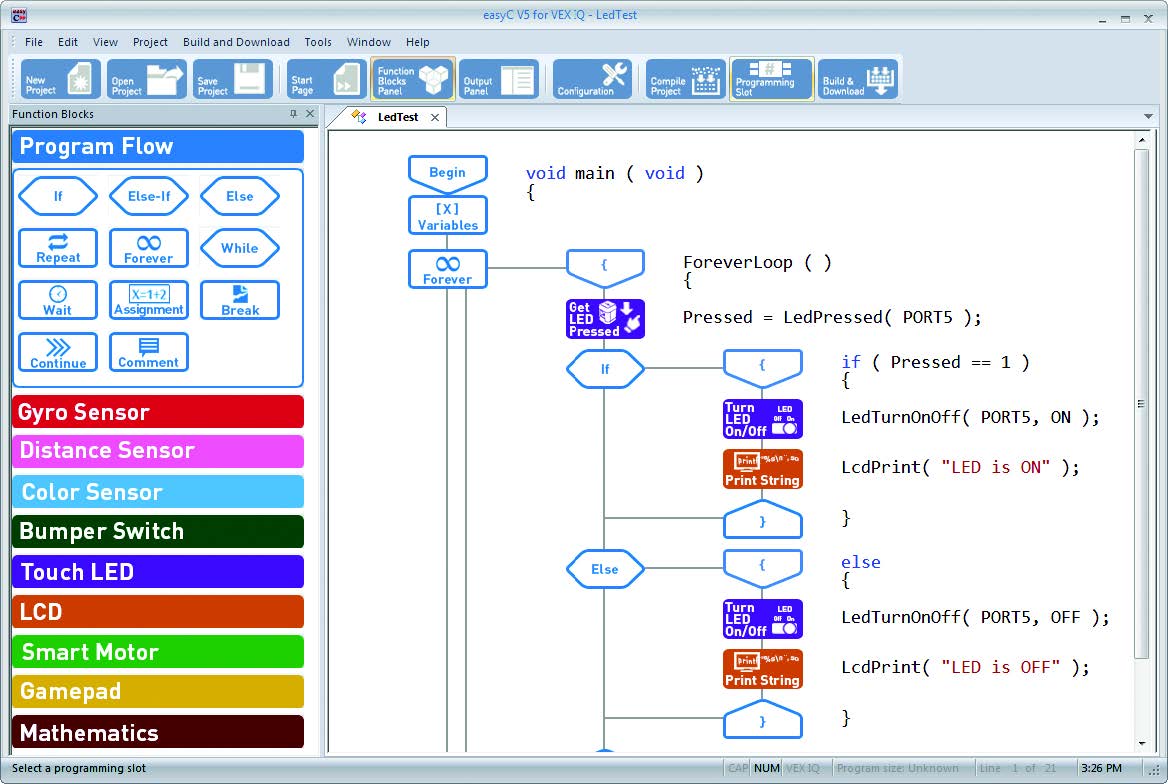 easyC V5 for VEX IQ - LedTest
File Edit View Project Build and Download Tools Window Help
New Project
Open Project
Save Project
Start Page
Function Blocks Panel
Output Panel
Configuration
Compile Project
# Programming Slot
Build & Download
Function Blocks
Program Flow
If Else-If Else
Repeat Forever While
Wait X=1+2 Assignment Break
Continue Comment
Gyro Sensor
Distance Sensor
Color Sensor
Bumper Switch
Touch LED
LCD
Smart Motor
Gamepad
Mathematics
LedTest
Begin void main ( void )
{
[X]
Variables
Forever { ForeverLoop ( )
{
Get LED Pressed Pressed = LedPressed( PORT5 );
If { if ( Pressed == 1 )
{
Turn LED On/Off LED Off On LedTurnOnOff( PORT5, ON );
Print String LcdPrint( "LED is ON" );
} }
Else { else
{
Turn LED On/Off LED Off On LedTurnOnOff( PORT5, OFF );
Print String LcdPrint( "LED is OFF" );
} }
Select a programming slot CAP NUM VEX IQ Program size: Unknown Line 1 of 21 3:26 PM